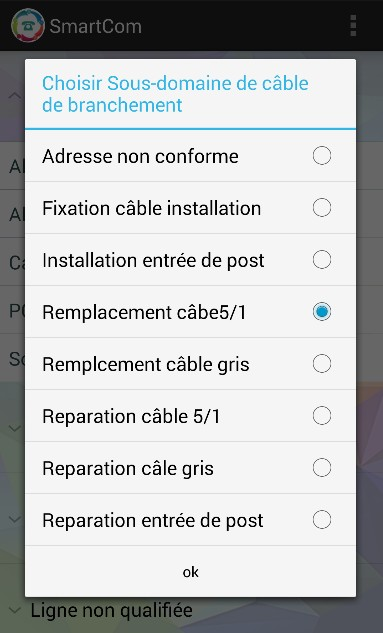 SmartCom
Choisir Sous-domaine de câble
de branchement
Adresse non conforme
Fixation câble installation
Installation entrée de post
Remplacement câbe5/1
Remplcement câble gris
Reparation câble 5/1
Reparation câle gris
Reparation entrée de post
ok
Ligne non qualifiée